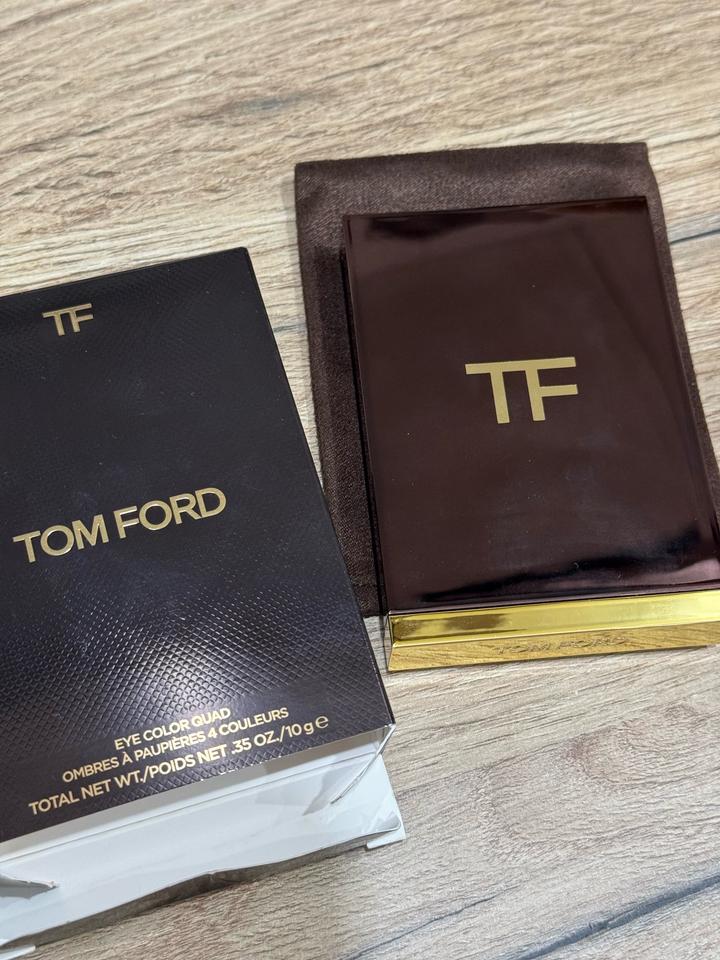 TF
TOM FORD
EYE COLOR QUAD
OMBRES À PAUPIÈRES 4 COULEURS
TOTAL NET WT./POIDS NET .35 OZ./10g e
TF
TOM FORD